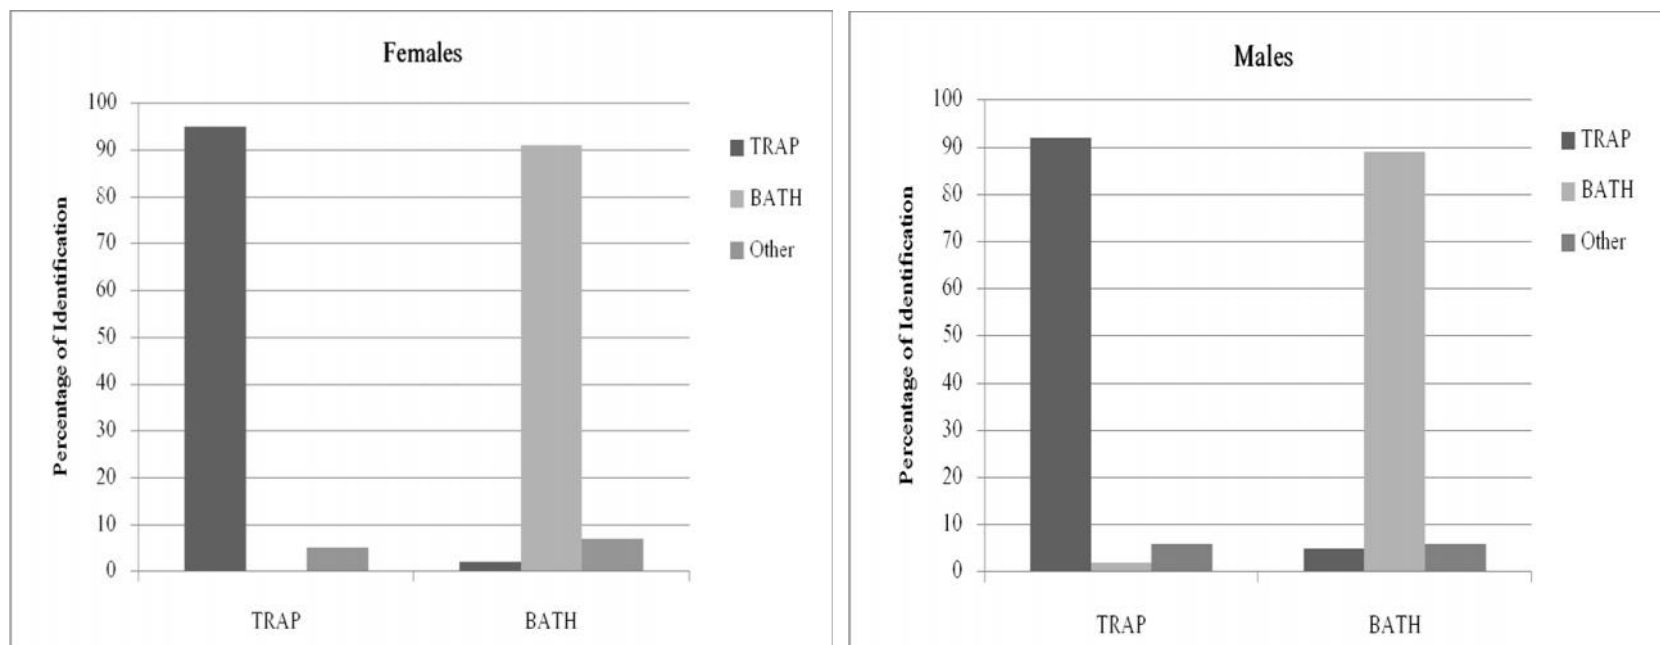 Females
Percentage of Identification
100
90
80
70
60
50
40
30
20
10
0
TRAP
BATH
TRAP
BATH
Other
Males
Percentage of Identification
100
90
80
70
60
50
40
30
20
10
0
TRAP
BATH
TRAP
BATH
Other